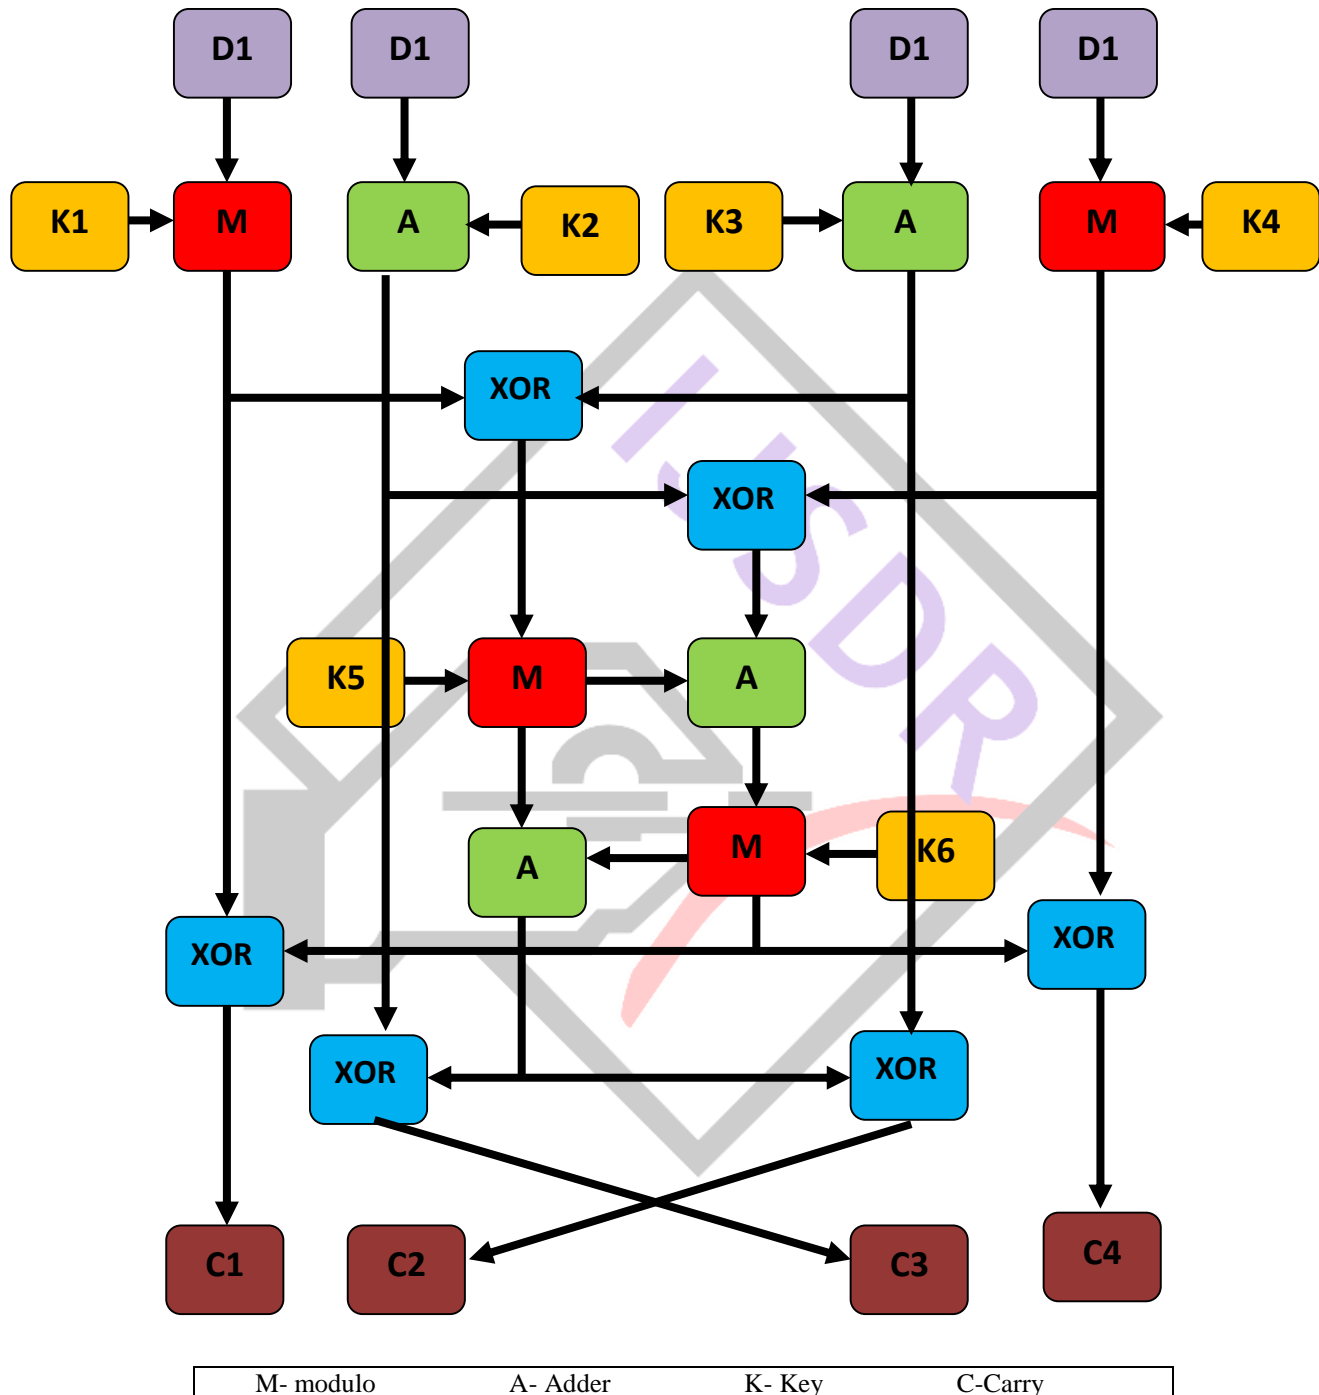 D1 D1 D1 D1
K1 M A K2 K3 A M K4
XOR
XOR
K5 M A
A M K6
XOR XOR
XOR XOR
C1 C2 C3 C4
IJSDR
M- modulo A- Adder K- Key C-Carry